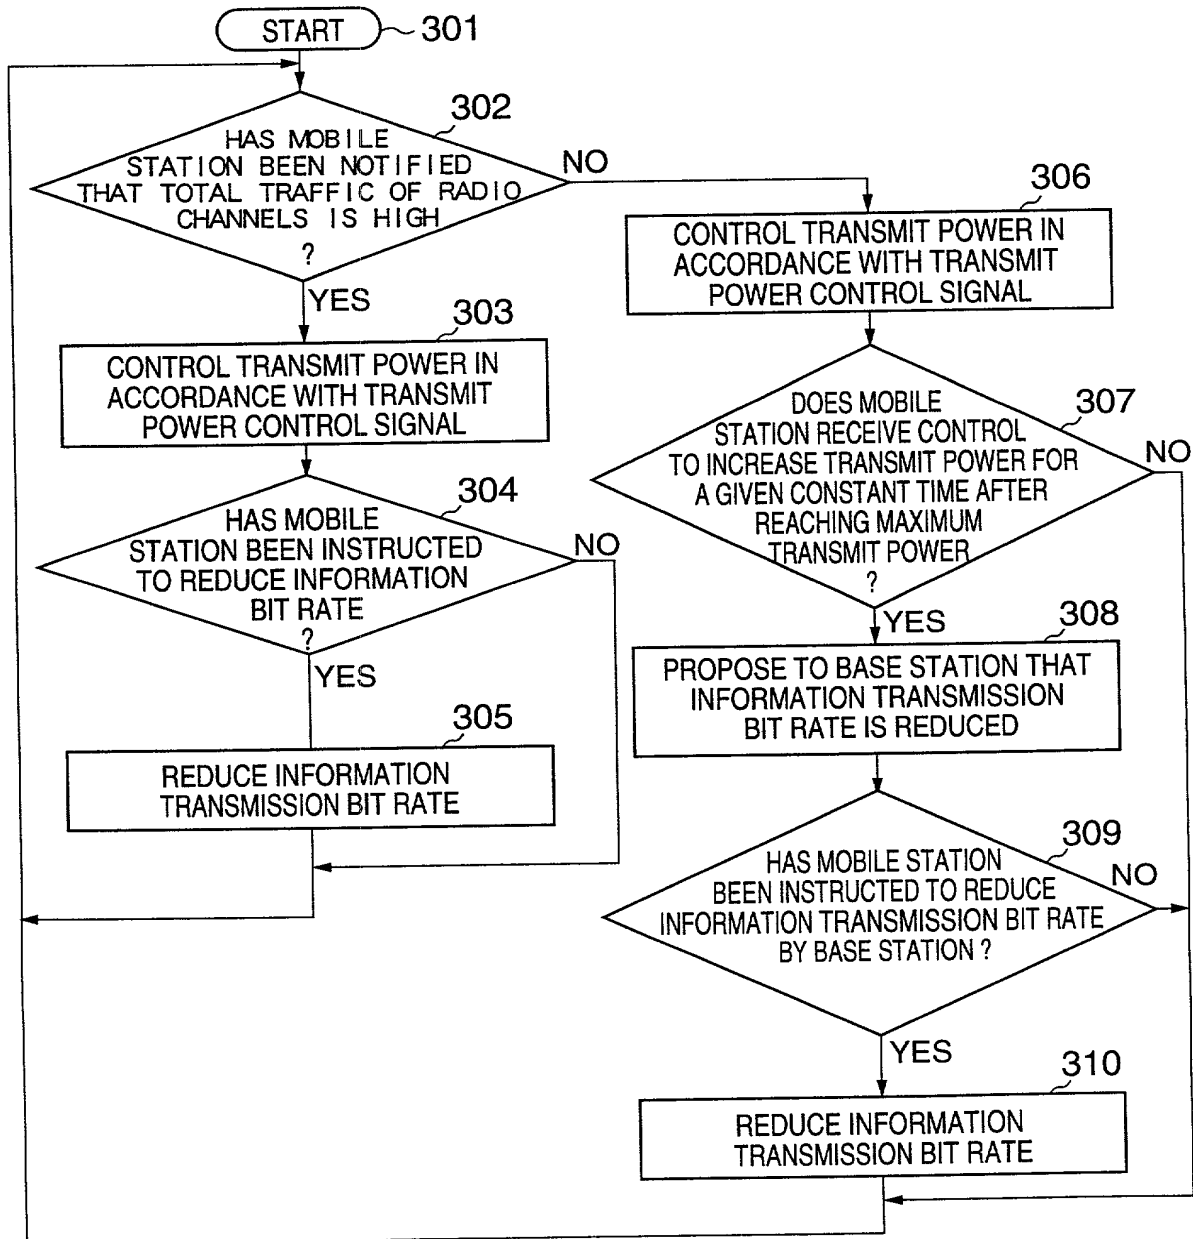 START
301
302
HAS MOBILE
STATION BEEN NOTIFIED
THAT TOTAL TRAFFIC OF RADIO
CHANNELS IS HIGH
?
NO
YES
303
CONTROL TRANSMIT POWER IN
ACCORDANCE WITH TRANSMIT
POWER CONTROL SIGNAL
304
HAS MOBILE
STATION BEEN INSTRUCTED
TO REDUCE INFORMATION
BIT RATE
?
NO
YES
305
REDUCE INFORMATION
TRANSMISSION BIT RATE
306
CONTROL TRANSMIT POWER IN
ACCORDANCE WITH TRANSMIT
POWER CONTROL SIGNAL
307
DOES MOBILE
STATION RECEIVE CONTROL
TO INCREASE TRANSMIT POWER FOR
A GIVEN CONSTANT TIME AFTER
REACHING MAXIMUM
TRANSMIT POWER
?
NO
YES
308
PROPOSE TO BASE STATION THAT
INFORMATION TRANSMISSION
BIT RATE IS REDUCED
309
HAS MOBILE STATION
BEEN INSTRUCTED TO REDUCE
INFORMATION TRANSMISSION BIT RATE
BY BASE STATION ?
NO
YES
310
REDUCE INFORMATION
TRANSMISSION BIT RATE